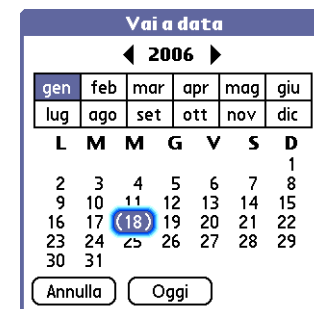 Vai a data
2006
gen feb mar apr mag giu
lug ago set ott nov dic
L M M G V S D
1
2 3 4 5 6 7 8
9 10 11 12 13 14 15
16 17 (18) 19 20 21 22
23 24 25 26 27 28 29
30 31
Annulla Oggi